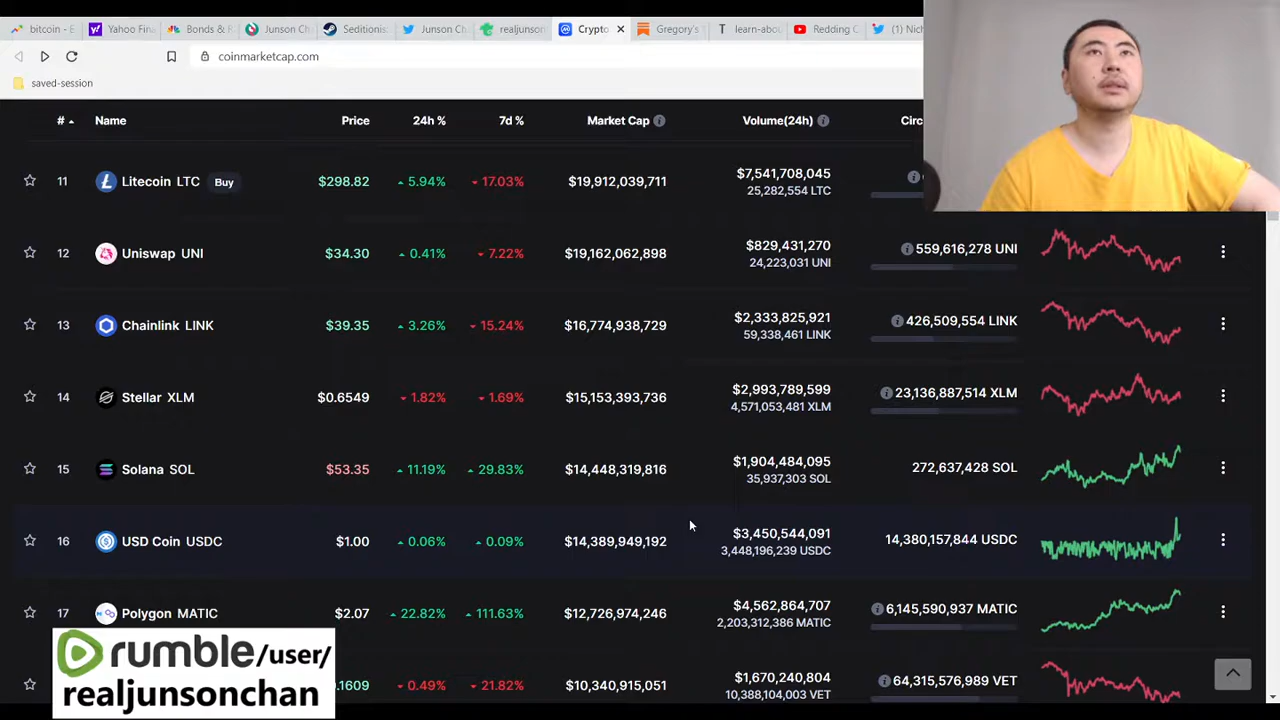 bitcoin - E
Yahoo Fina
Bonds & R
Junson Ch
Seditionis
Junson Ch
realjunson
Crypto
Gregory's
learn-abou
Redding C
Nich
coinmarketcap.com
saved-session
# Name Price 24h % 7d % Market Cap Volume(24h) Circ
11 Litecoin LTC Buy $298.82 5.94% 17.03% $19,912,039,711 $7,541,708,045
25,282,554 LTC
12 Uniswap UNI $34.30 0.41% 7.22% $19,162,062,898 $829,431,270 559,616,278 UNI
24,223,031 UNI
13 Chainlink LINK $39.35 3.26% 15.24% $16,774,938,729 $2,333,825,921 426,509,554 LINK
59,338,461 LINK
14 Stellar XLM $0.6549 1.82% 1.69% $15,153,393,736 $2,993,789,599 23,136,887,514 XLM
4,571,053,481 XLM
15 Solana SOL $53.35 11.19% 29.83% $14,448,319,816 $1,904,484,095 272,637,428 SOL
35,937,303 SOL
16 USD Coin USDC $1.00 0.06% 0.09% $14,389,949,192 $3,450,544,091 14,380,157,844 USDC
3,448,196,239 USDC
17 Polygon MATIC $2.07 22.82% 111.63% $12,726,974,246 $4,562,864,707 6,145,590,937 MATIC
2,203,312,386 MATIC
.1609 0.49% 21.82% $10,340,915,051 $1,670,240,804 64,315,576,989 VET
10,388,104,003 VET
rumble/user/
realjunsonchan